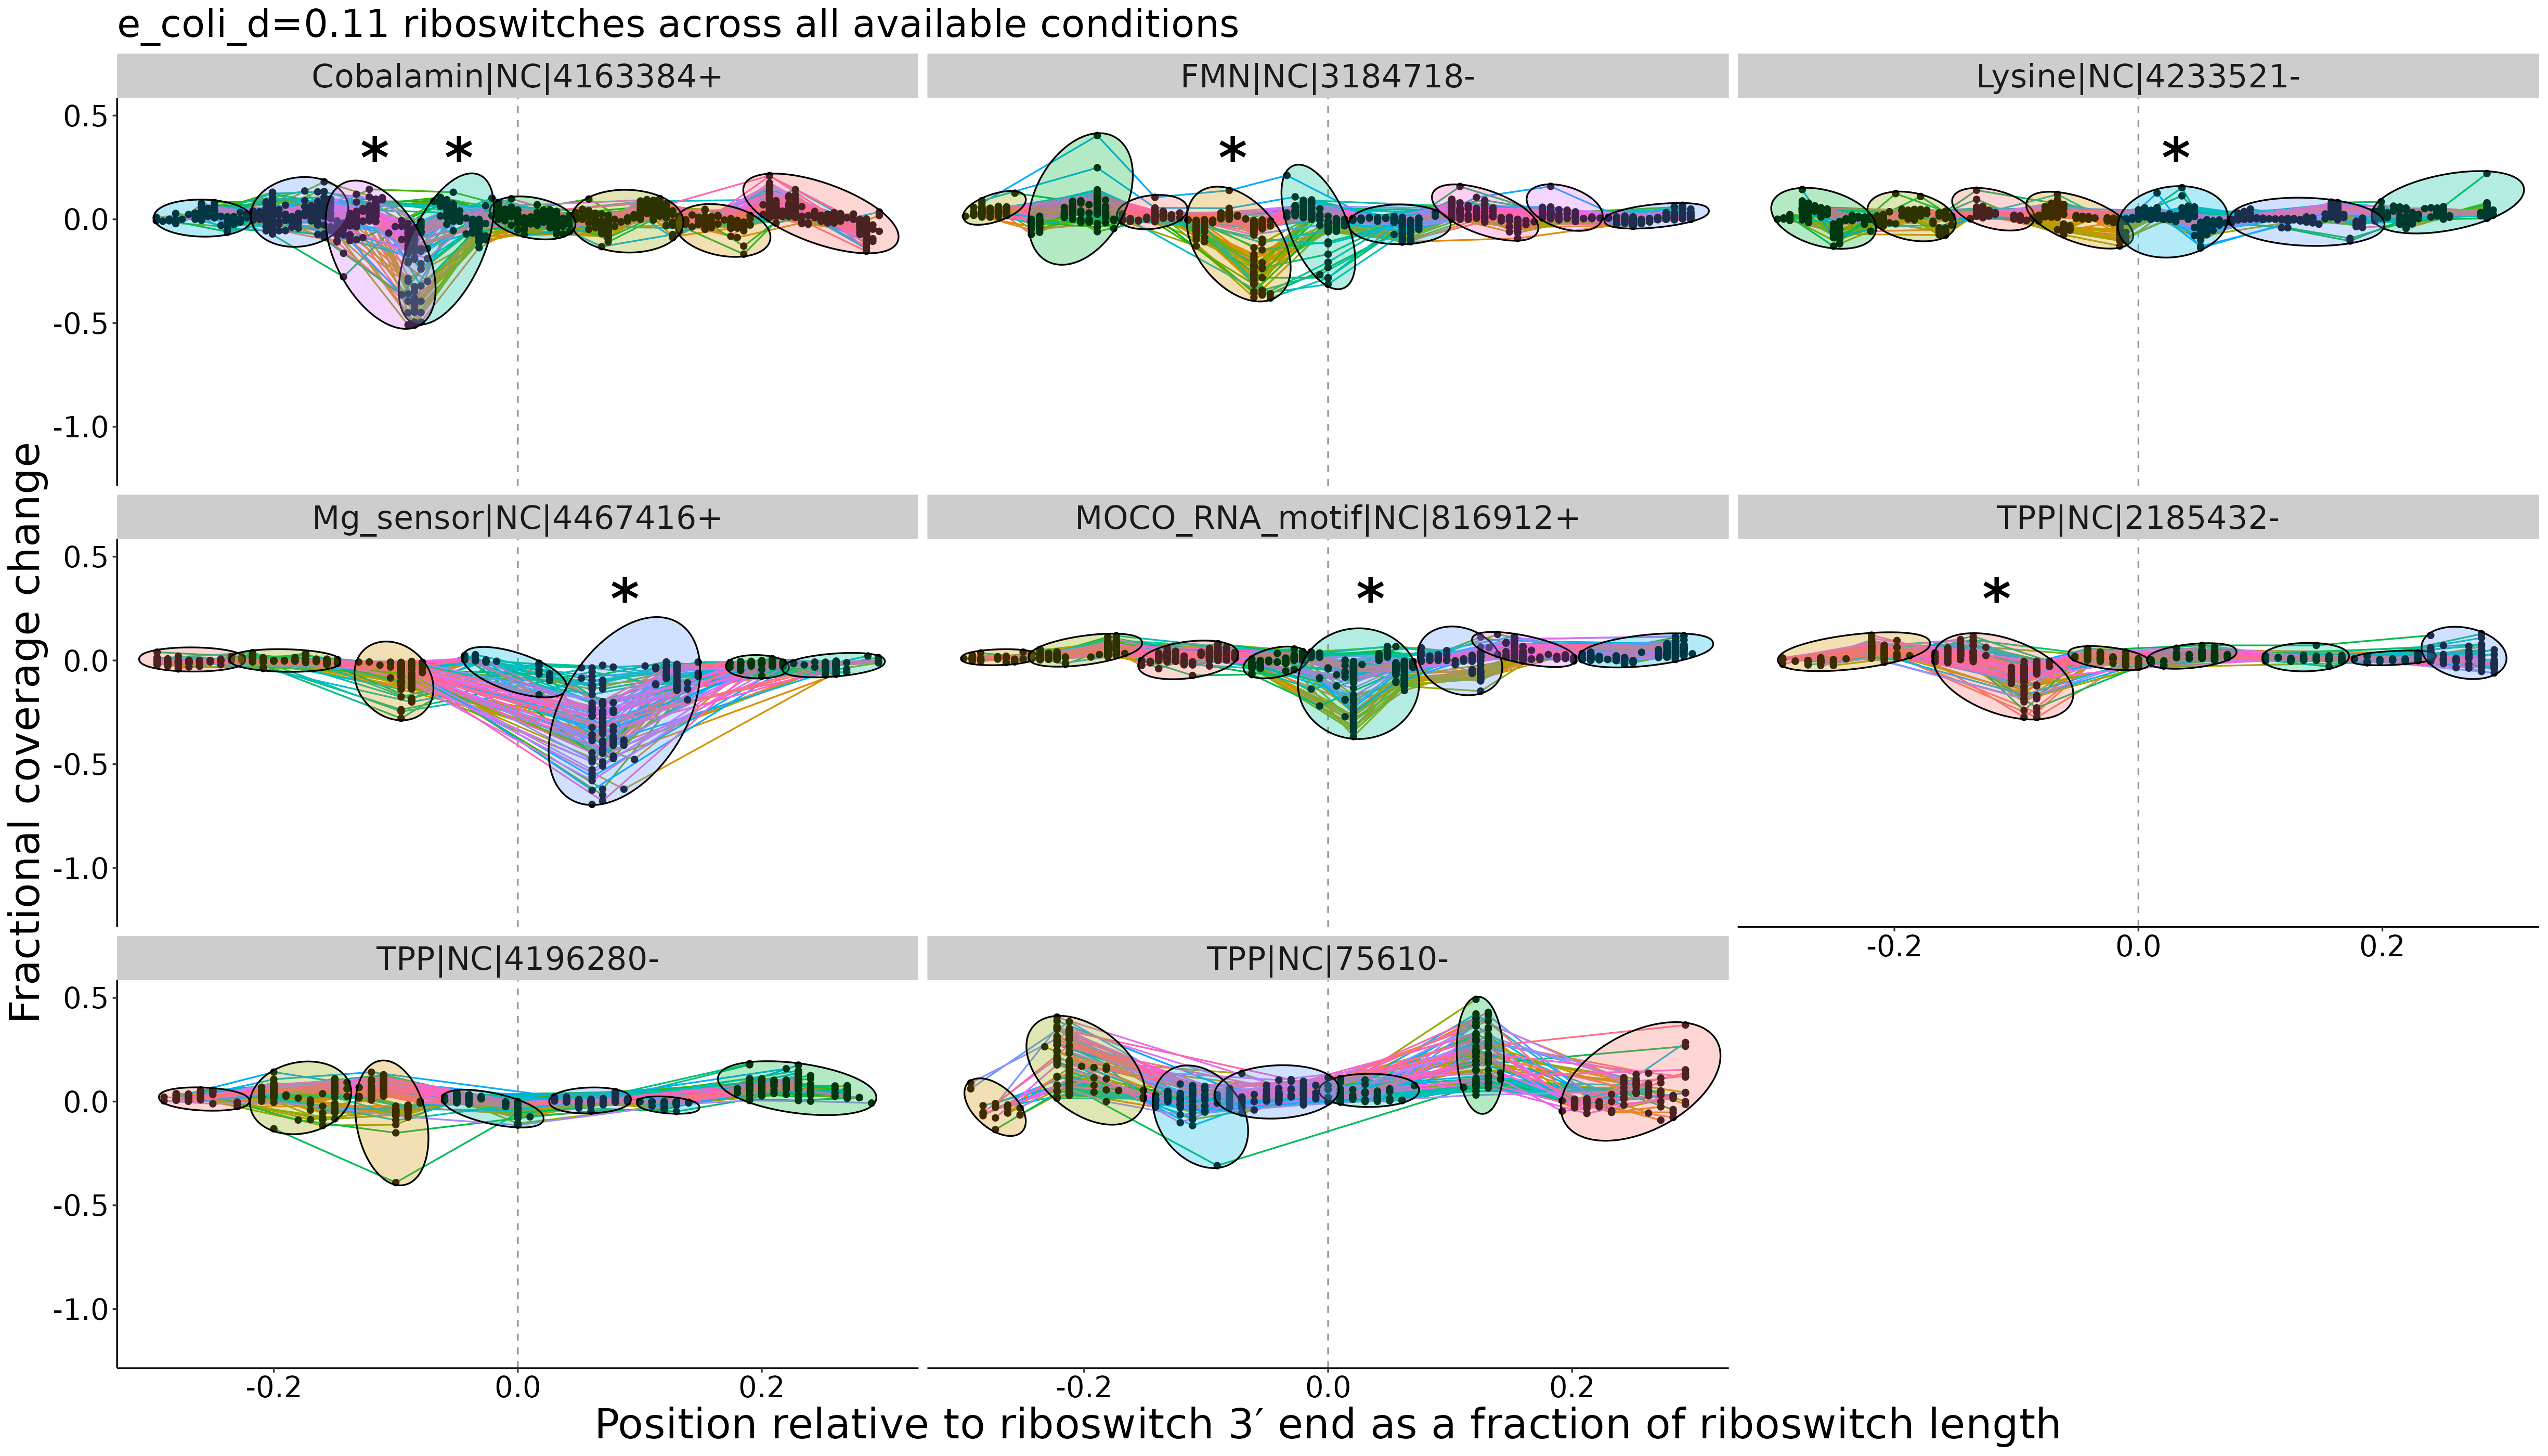 e_coli_d=0.11 riboswitches across all available conditions
Cobalamin|NC|4163384+
FMN|NC|3184718-
Lysine|NC|4233521-
0.5
0.0
-0.5
-1.0
*
*
*
*
Mg_sensor|NC|4467416+
MOCO_RNA_motif|NC|816912+
TPP|NC|2185432-
0.5
0.0
-0.5
-1.0
*
*
*
-0.2 0.0 0.2
TPP|NC|4196280-
TPP|NC|75610-
0.5
0.0
-0.5
-1.0
-0.2 0.0 0.2
-0.2 0.0 0.2
Position relative to riboswitch 3′ end as a fraction of riboswitch length
Fractional coverage change